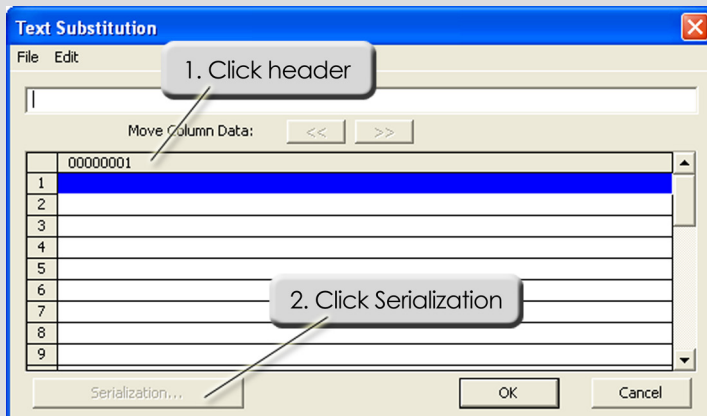 Text Substitution
File Edit
1. Click header
Move Column Data: << >>
00000001
1
2
3
4
5
6
2. Click Serialization
7
8
9
Serialization... OK Cancel